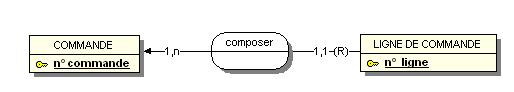 COMMANDE
n° commande
1,n
composer
1,1-(R)
LIGNE DE COMMANDE
n° ligne